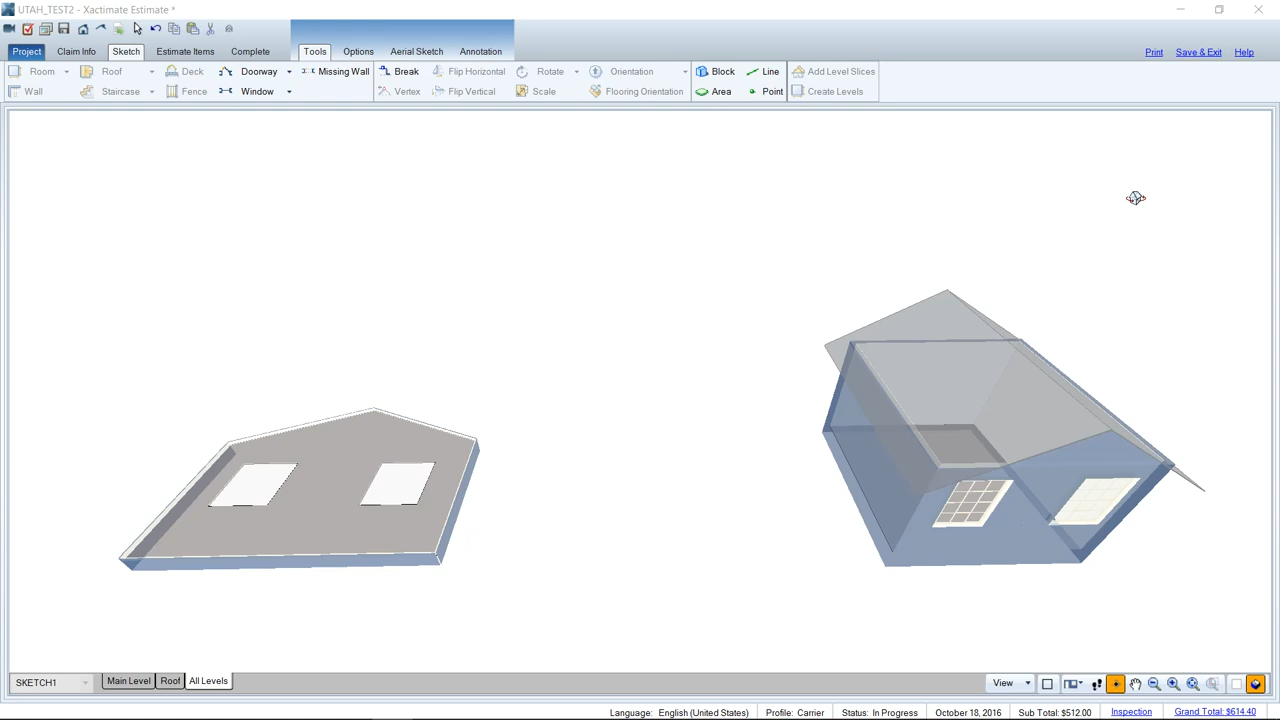 UTAH_TEST2 - Xactimate Estimate *
Project Claim Info Sketch Estimate Items Complete Tools Options Aerial Sketch Annotation Print Save & Exit Help
Room Roof Deck Doorway Missing Wall Break Flip Horizontal Rotate Orientation Block Line Add Level Slices
Wall Staircase Fence Window Vertex Flip Vertical Scale Flooring Orientation Area Point Create Levels
SKETCH1 Main Level Roof All Levels View
Language: English (United States) Profile: Carrier Status: In Progress October 18, 2016 Sub Total: $512.00 Inspection Grand Total: $614.40